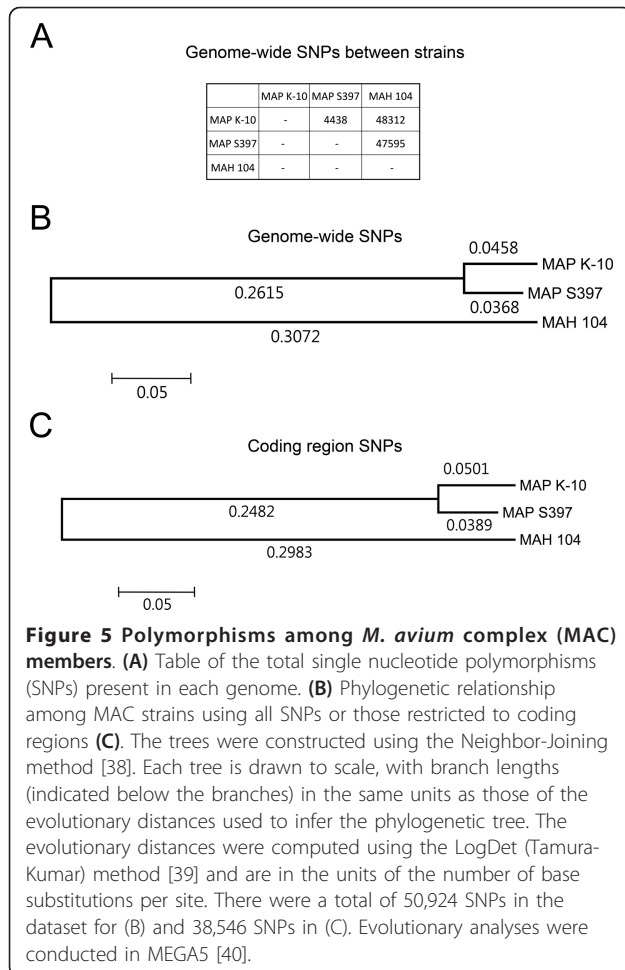 A
Genome-wide SNPs between strains
MAP K-10 MAP S397 MAH 104
MAP K-10 - 4438 48312
MAP S397 - - 47595
MAH 104 - - -
B
Genome-wide SNPs
0.0458
MAP K-10
0.2615
MAP S397
0.0368
MAH 104
0.3072
0.05
C
Coding region SNPs
0.0501
MAP K-10
0.2482
MAP S397
0.0389
MAH 104
0.2983
0.05
Figure 5 Polymorphisms among M. avium complex (MAC)
members. (A) Table of the total single nucleotide polymorphisms
(SNPs) present in each genome. (B) Phylogenetic relationship
among MAC strains using all SNPs or those restricted to coding
regions (C). The trees were constructed using the Neighbor-Joining
method [38]. Each tree is drawn to scale, with branch lengths
(indicated below the branches) in the same units as those of the
evolutionary distances used to infer the phylogenetic tree. The
evolutionary distances were computed using the LogDet (Tamura-
Kumar) method [39] and are in the units of the number of base
substitutions per site. There were a total of 50,924 SNPs in the
dataset for (B) and 38,546 SNPs in (C). Evolutionary analyses were
conducted in MEGA5 [40].